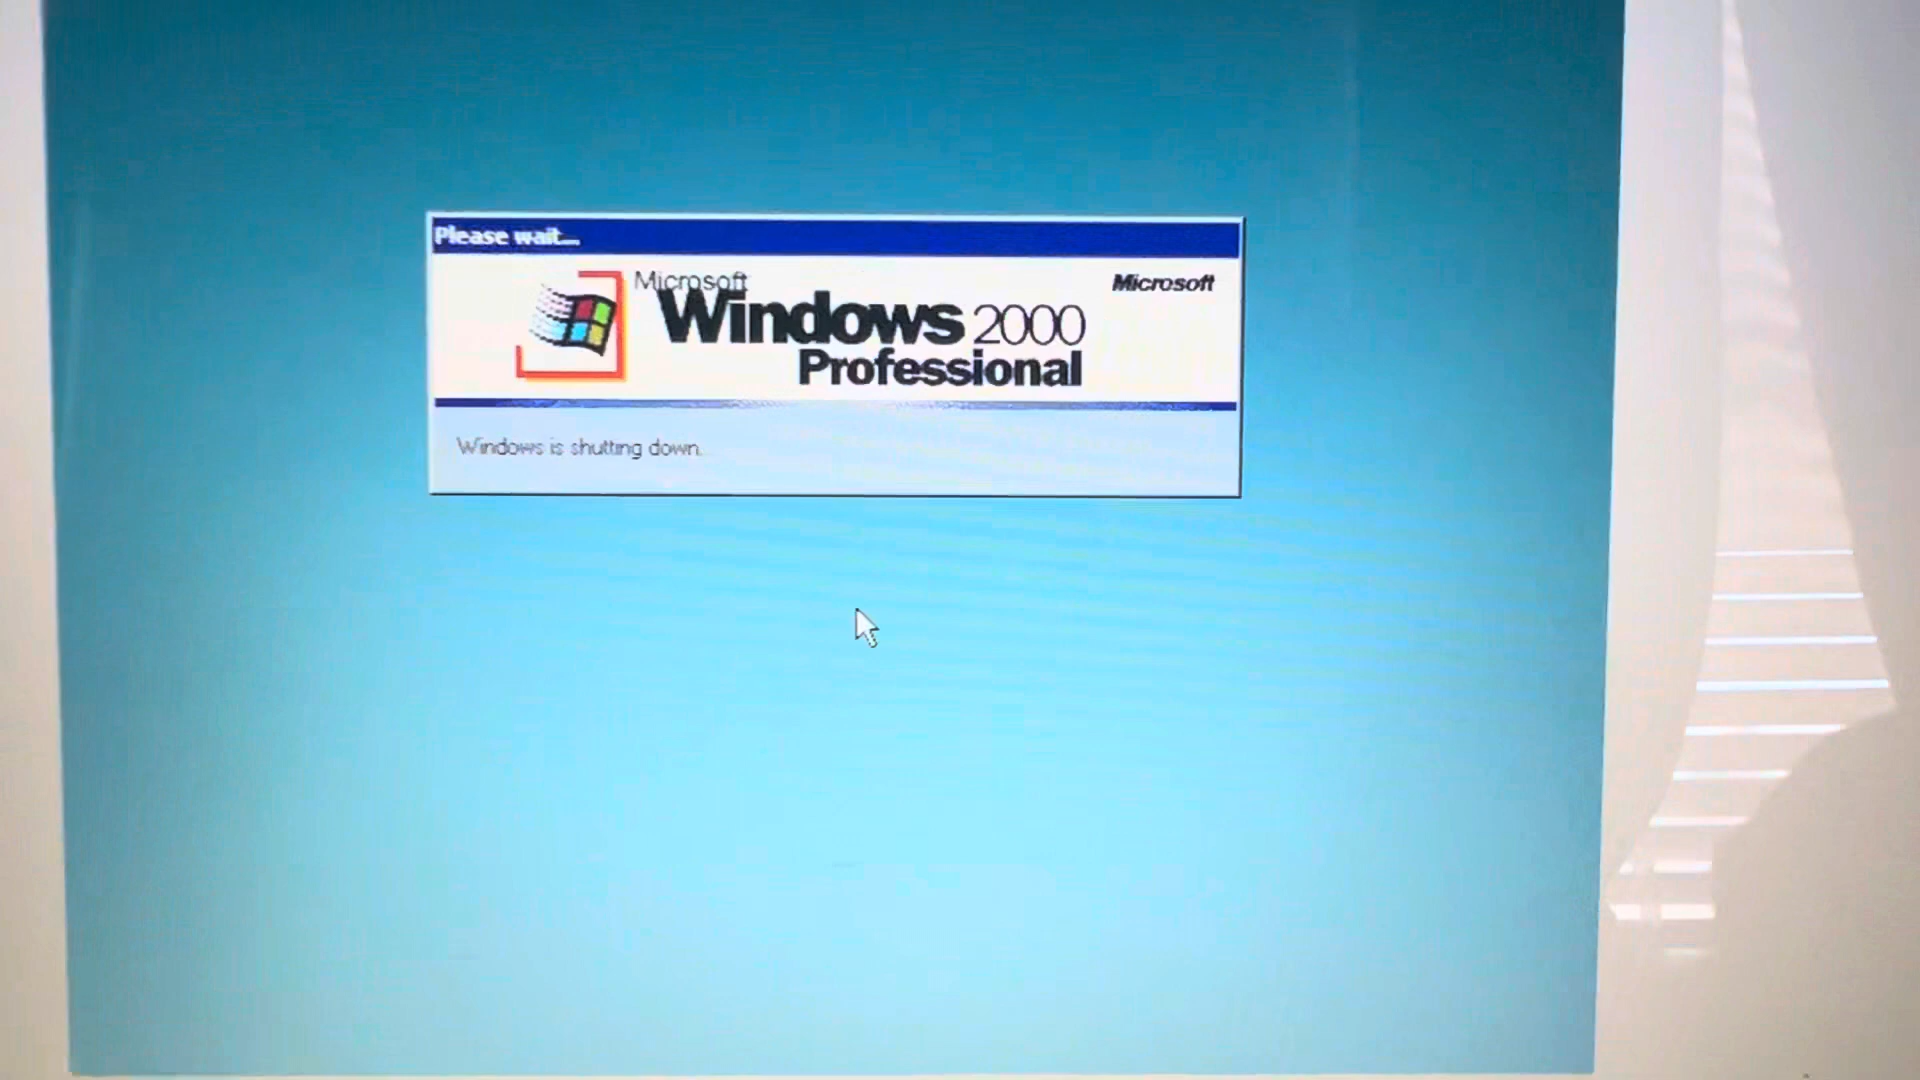 Please wait...
Microsoft
Windows 2000
Professional
Microsoft
Windows is shutting down.